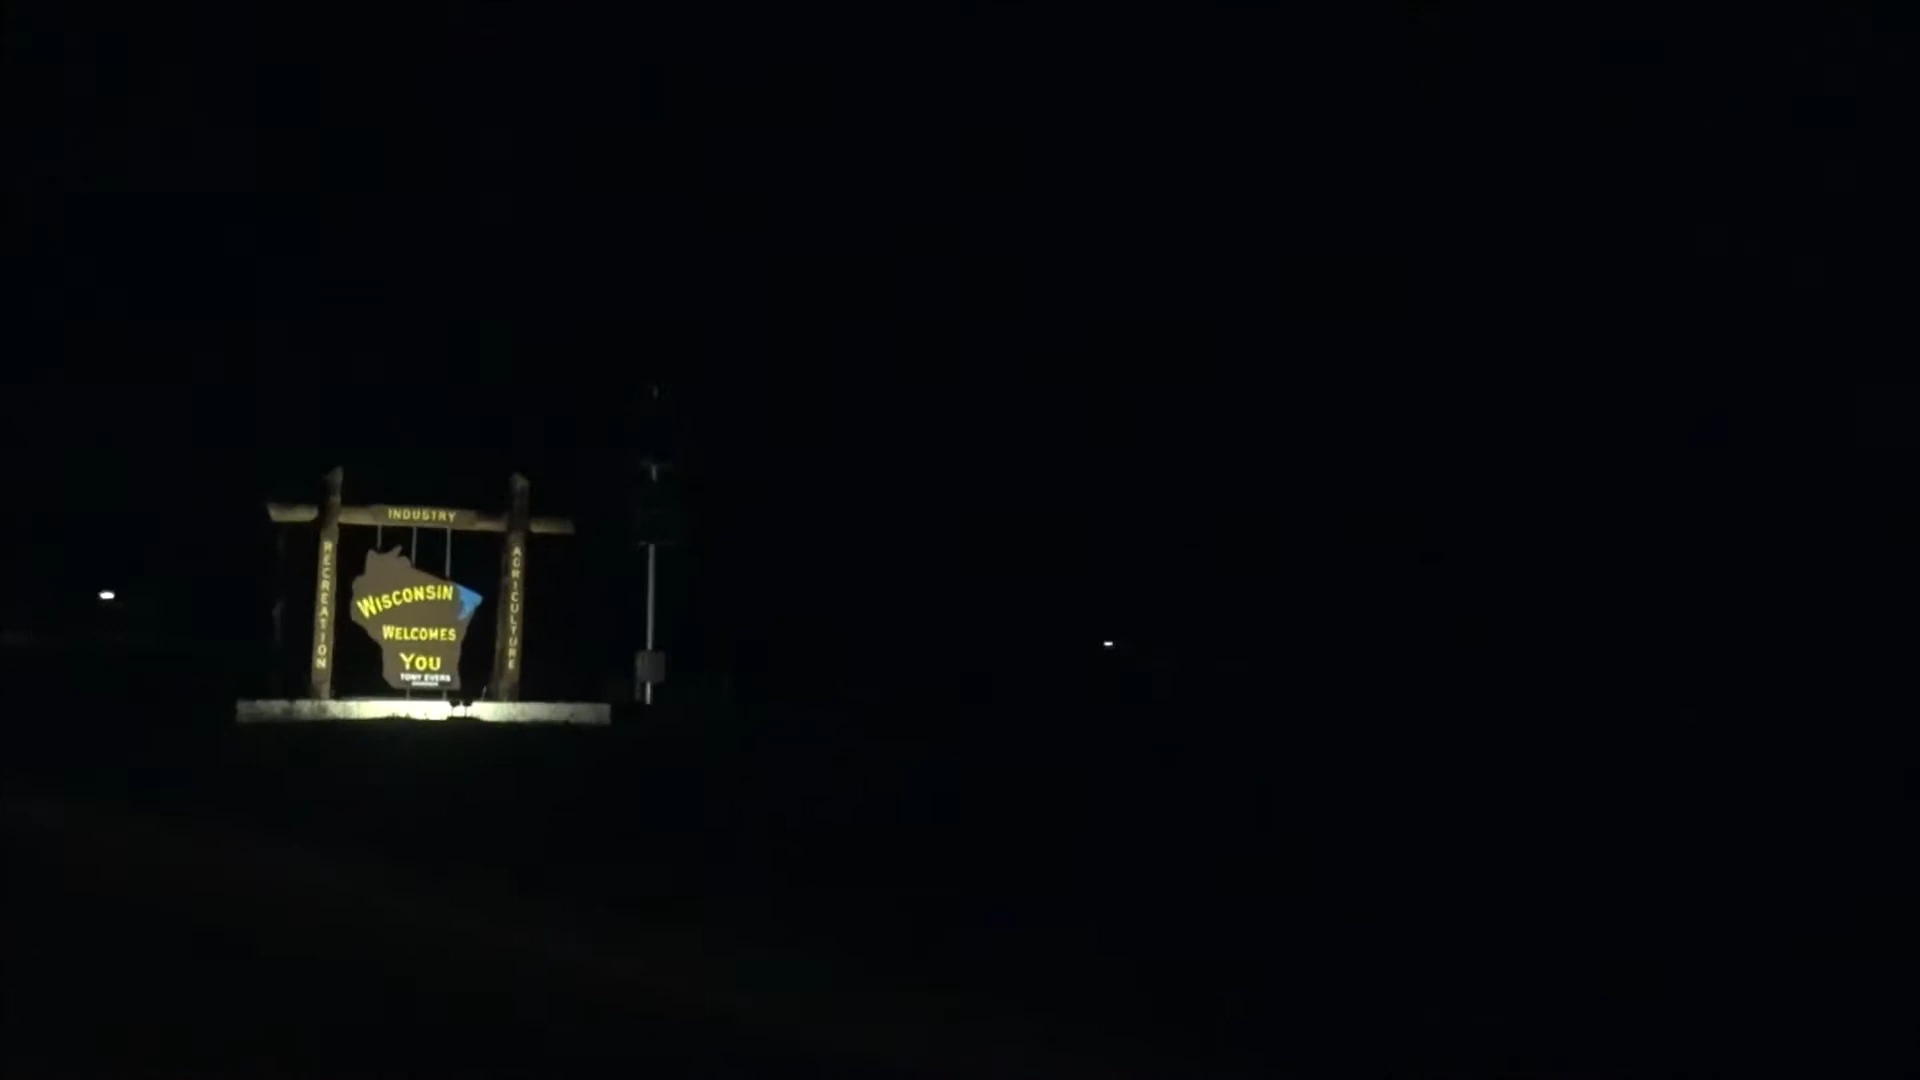 INDUSTRY
RECREATION
AGRICULTURE
WISCONSIN
WELCOMES
YOU
TONY EVERS